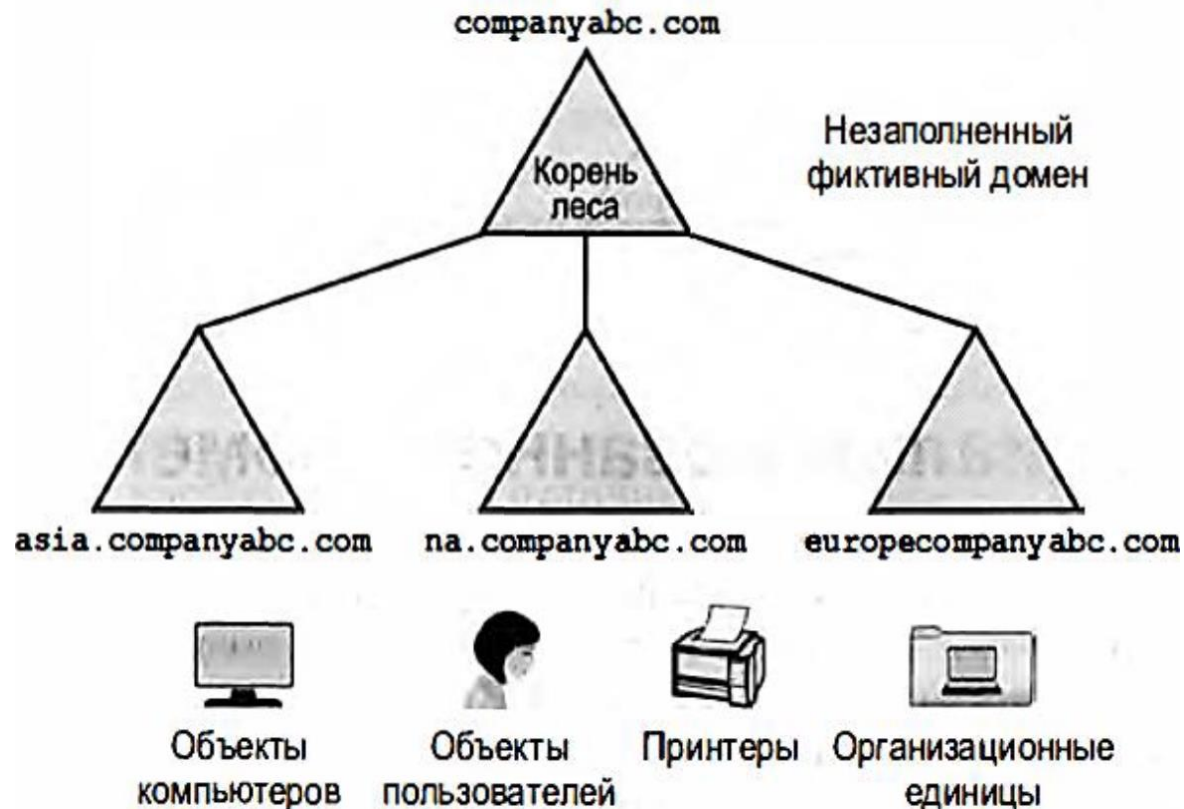 companyabc.com
Незаполненный
фиктивный домен
Корень
леса
asia.companyabc.com
na.companyabc.com
europecompanyabc.com
Объекты
компьютеров
Объекты
пользователей
Принтеры
Организационные
единицы